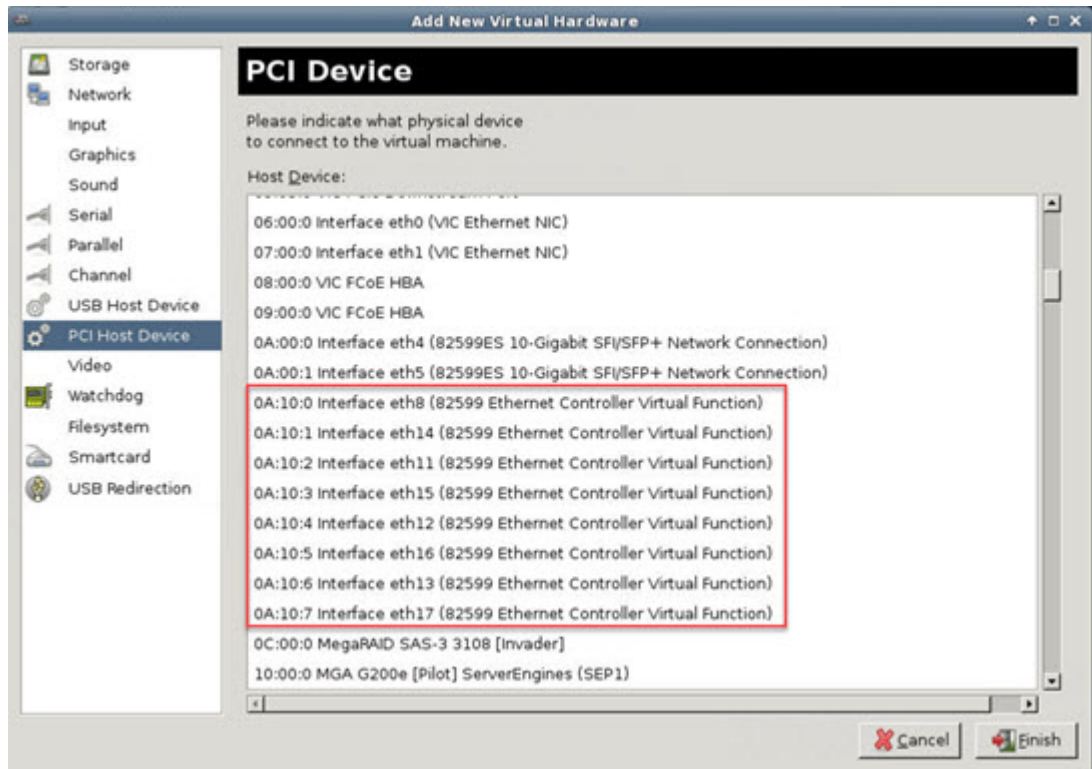 Add New Virtual Hardware
Storage
Network
Input
Graphics
Sound
Serial
Parallel
Channel
USB Host Device
PCI Host Device
Video
Watchdog
Filesystem
Smartcard
USB Redirection
PCI Device
Please indicate what physical device
to connect to the virtual machine.
Host Device:
06:00:0 Interface eth0 (VIC Ethernet NIC)
07:00:0 Interface eth1 (VIC Ethernet NIC)
08:00:0 VIC FCoE HBA
09:00:0 VIC FCoE HBA
0A:00:0 Interface eth4 (82599ES 10-Gigabit SFI/SFP+ Network Connection)
0A:00:1 Interface eth5 (82599ES 10-Gigabit SFI/SFP+ Network Connection)
0A:10:0 Interface eth8 (82599 Ethernet Controller Virtual Function)
0A:10:1 Interface eth14 (82599 Ethernet Controller Virtual Function)
0A:10:2 Interface eth11 (82599 Ethernet Controller Virtual Function)
0A:10:3 Interface eth15 (82599 Ethernet Controller Virtual Function)
0A:10:4 Interface eth12 (82599 Ethernet Controller Virtual Function)
0A:10:5 Interface eth16 (82599 Ethernet Controller Virtual Function)
0A:10:6 Interface eth13 (82599 Ethernet Controller Virtual Function)
0A:10:7 Interface eth17 (82599 Ethernet Controller Virtual Function)
0C:00:0 MegaRAID SAS-3 3108 [Invader]
10:00:0 MGA G200e [Pilot] ServerEngines (SEP1)
Cancel
Finish